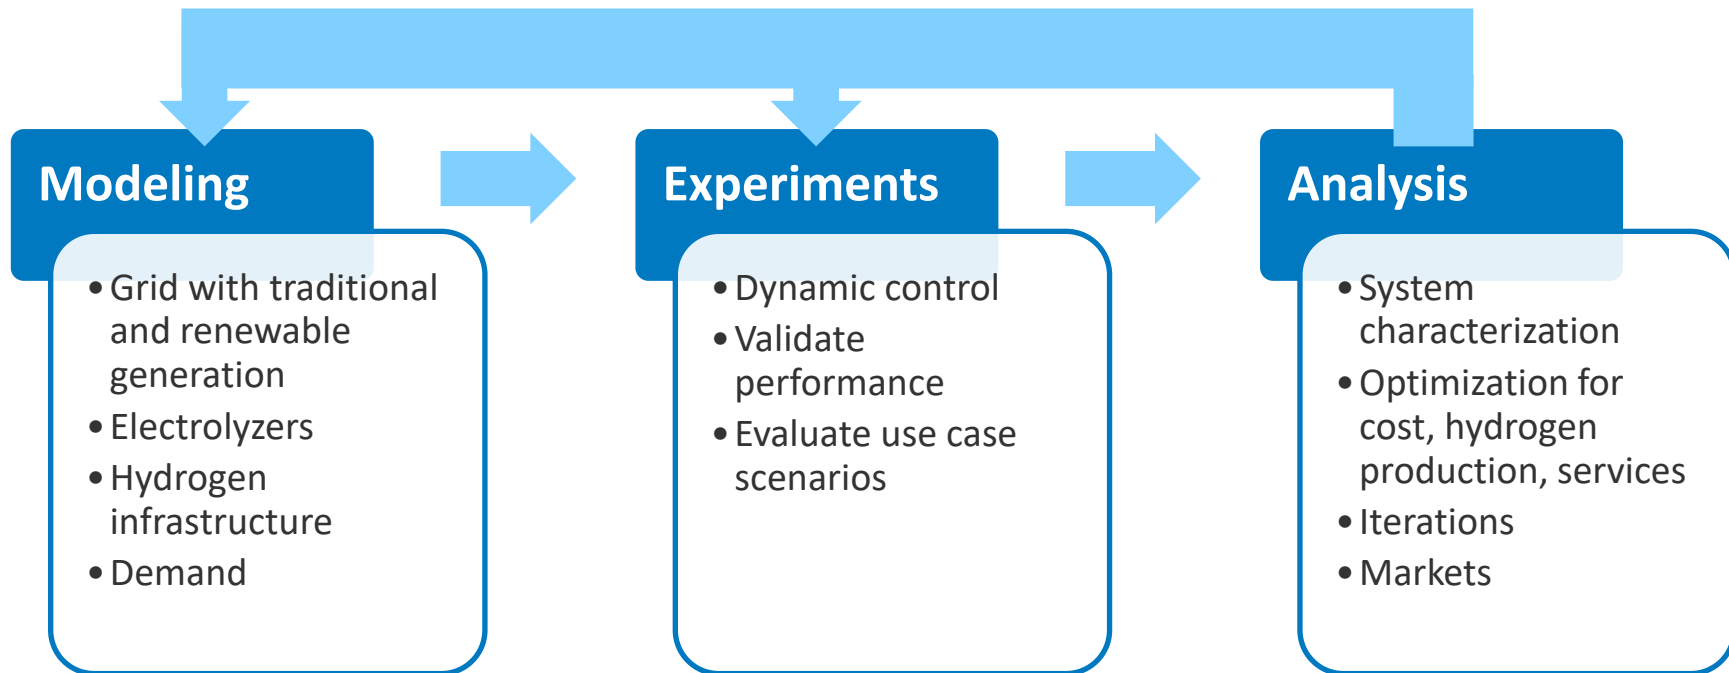 Modeling
• Grid with traditional
and renewable
generation
• Electrolyzers
• Hydrogen
infrastructure
• Demand
Experiments
• Dynamic control
• Validate
performance
• Evaluate use case
scenarios
Analysis
• System
characterization
• Optimization for
cost, hydrogen
production, services
• Iterations
• Markets